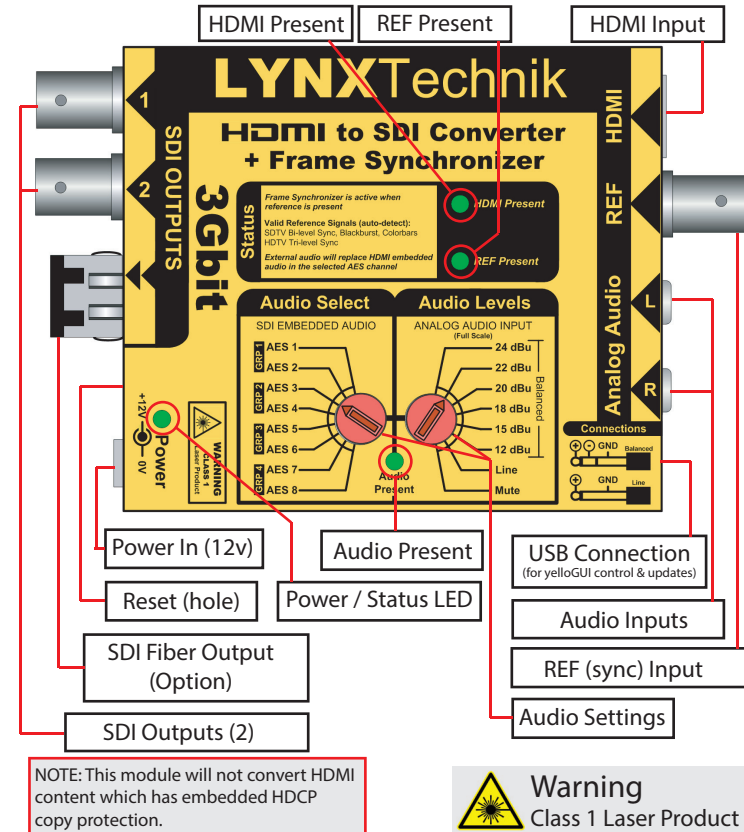 HDMI Present
REF Present
HDMI Input
LYNXTechnik
HDMI to SDI Converter
+ Frame Synchronizer
1
2
SDI OUTPUTS
3Gbit
Status
Frame Synchronizer is active when
reference is present
Valid Reference Signals (auto-detect):
SDTV Bi-level Sync, Blackburst, Colorbars
HDTV Tri-level Sync
External audio will replace HDMI embedded
audio in the selected AES channel
HDMI Present
REF Present
HDMI
REF
Analog Audio
L
R
Audio Select
SDI EMBEDDED AUDIO
GRP 1
AES 1
AES 2
GRP 2
AES 3
AES 4
GRP 3
AES 5
AES 6
GRP 4
AES 7
AES 8
Audio Levels
ANALOG AUDIO INPUT
(Full Scale)
24 dBu
22 dBu
20 dBu
18 dBu
15 dBu
12 dBu
Balanced
Line
Mute
Audio
Present
+12V
0V
Power
WARNING
CLASS 1
Laser Product
Connections
+ - GND Balanced
+ GND Line
Power In (12v)
Reset (hole)
SDI Fiber Output
(Option)
SDI Outputs (2)
Audio Present
Power / Status LED
USB Connection
(for yelloGUI control & updates)
Audio Inputs
REF (sync) Input
Audio Settings
NOTE: This module will not convert HDMI
content which has embedded HDCP
copy protection.
Warning
Class 1 Laser Product